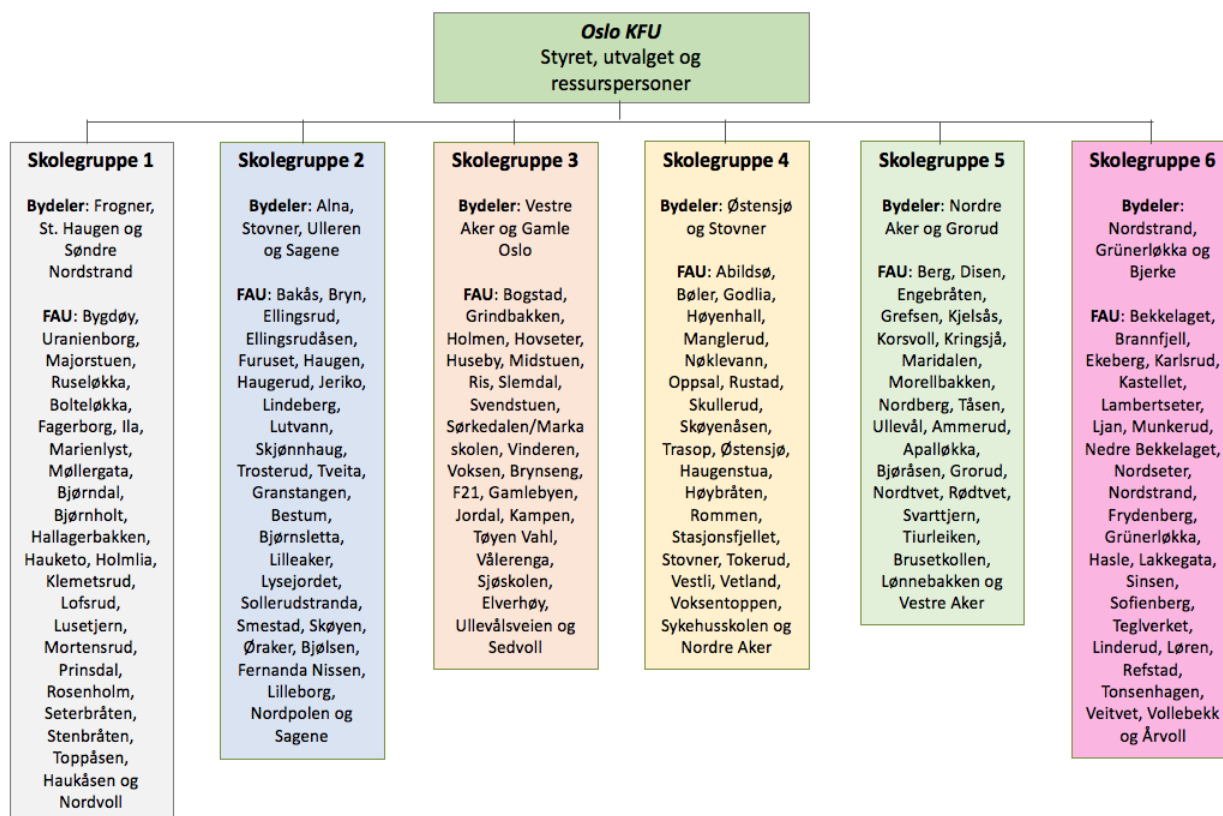 Oslo KFU
Styret, utvalget og
ressurspersoner
Skolegruppe 1
Bydeler: Frogner,
St. Haugen og
Søndre
Nordstrand
FAU: Bygdøy,
Uranienborg,
Majorstuen,
Ruseløkka,
Bolteløkka,
Fagerborg, Ila,
Marienlyst,
Møllergata,
Bjørndal,
Bjørnholt,
Hallagerbakken,
Hauketo, Holmlia,
Klemetsrud,
Lofsrud,
Lusetjern,
Mortensrud,
Prinsdal,
Rosenholm,
Seterbråten,
Stenbråten,
Toppåsen,
Haukåsen og
Nordvoll
Skolegruppe 2
Bydeler: Alna,
Stovner, Ulleren
og Sagene
FAU: Bakås, Bryn,
Ellingsrud,
Ellingsrudåsen,
Furuset, Haugen,
Haugerud, Jeriko,
Lindeberg,
Lutvann,
Skjønnhaug,
Trosterud, Tveita,
Granstangen,
Bestum,
Bjørnsletta,
Lilleaker,
Lysejordet,
Sollerudstranda,
Smestad, Skøyen,
Øraker, Bjølsen,
Fernanda Nissen,
Lilleborg,
Nordpolen og
Sagene
Skolegruppe 3
Bydeler: Vestre
Aker og Gamle
Oslo
FAU: Bogstad,
Grindbakken,
Holmen, Hovseter,
Huseby, Midstuen,
Ris, Slemdal,
Svendstuen,
Sørkedalen/Marka
skolen, Vinderen,
Voksen, Brynseng,
F21, Gamlebyen,
Jordal, Kampen,
Tøyen Vahl,
Vålerenga,
Sjøskolen,
Elverhøy,
Ullevålsveien og
Sedvoll
Skolegruppe 4
Bydeler: Østensjø
og Stovner
FAU: Abildsø,
Bøler, Godlia,
Høyenhall,
Manglerud,
Nøklevann,
Oppsal, Rustad,
Skullerud,
Skøyenåsen,
Trasop, Østensjø,
Haugenstua,
Høybråten,
Rommen,
Stasjonsfjellet,
Stovner, Tokerud,
Vestli, Vetland,
Voksentoppen,
Sykehusskolen og
Nordre Aker
Skolegruppe 5
Bydeler: Nordre
Aker og Grorud
FAU: Berg, Disen,
Engebråten,
Grefsen, Kjelsås,
Korsvoll, Kringsjå,
Maridalen,
Morellbakken,
Nordberg, Tåsen,
Ullevål, Ammerud,
Apalløkka,
Bjøråsen, Grorud,
Nordtvet, Rødtvet,
Svarttjern,
Tiurleiken,
Brusetkollen,
Lønnebakken og
Vestre Aker
Skolegruppe 6
Bydeler:
Nordstrand,
Grünerløkka og
Bjerke
FAU: Bekkelaget,
Brannfjell,
Ekeberg, Karlsrud,
Kastellet,
Lambertseter,
Ljan, Munkerud,
Nedre Bekkelaget,
Nordseter,
Nordstrand,
Frydenberg,
Grünerløkka,
Hasle, Lakkegata,
Sinsen,
Sofienberg,
Teglverket,
Linderud, Løren,
Refstad,
Tonsenhagen,
Veitvet, Vollebekk
og Årvoll